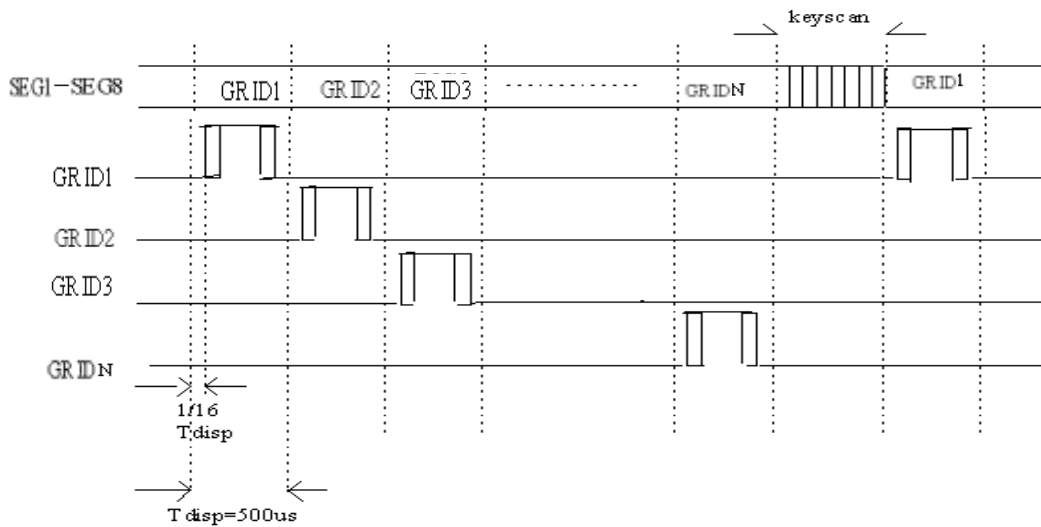 keyscan
SEG1-SEG8 GRID1 GRID2 GRID3 GRIDN GRID1
GRID1
GRID2
GRID3
GRIDN
1/16
Tdisp
Tdisp=500us